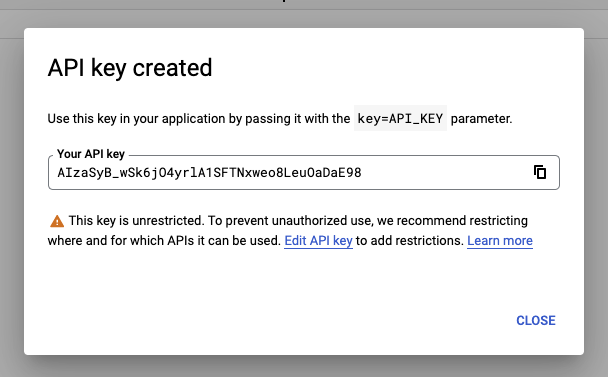 API key created
Use this key in your application by passing it with the key=API_KEY parameter.
Your API key
AIzaSyB_wSk6jO4yrlA1SFTNxweo8LeuOaDaE98
This key is unrestricted. To prevent unauthorized use, we recommend restricting
where and for which APIs it can be used. Edit API key to add restrictions. Learn more
CLOSE